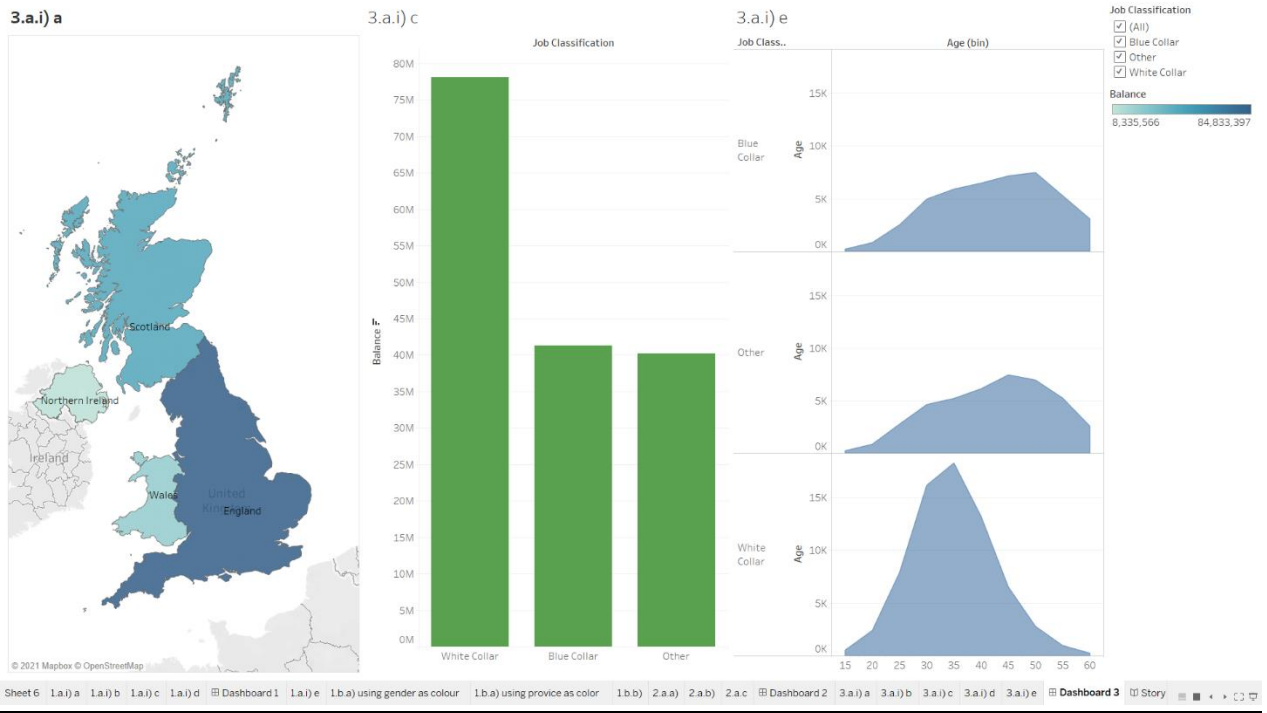 3.a.i) a
Scotland
Northern Ireland
Ireland
Wales
United
England
© 2021 Mapbox © OpenStreetMap
3.a.i) c
Job Classification
80M
75M
70M
65M
60M
55M
50M
45M
40M
35M
30M
25M
20M
15M
10M
5M
0M
Balance
White Collar
Blue Collar
Other
3.a.i) e
Job Class..
Age (bin)
Blue
Collar
Age
15K
10K
5K
0K
Other
Age
15K
10K
5K
0K
White
Collar
Age
15K
10K
5K
0K
15 20 25 30 35 40 45 50 55 60
Job Classification
(All)
Blue Collar
Other
White Collar
Balance
8,335,566 84,833,397
Sheet 6 1.a.i) a 1.a.i) b 1.a.i) c 1.a.i) d Dashboard 1 1.a.i) e 1.b.a) using gender as colour 1.b.a) using provice as color 1.b.b) 2.a.a) 2.a.b) 2.a.c Dashboard 2 3.a.i) a 3.a.i) b 3.a.i) c 3.a.i) d 3.a.i) e Dashboard 3 Story